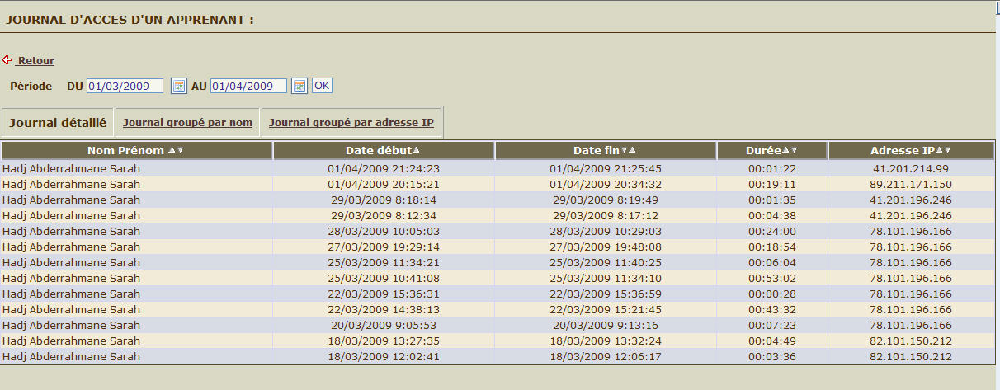 JOURNAL D'ACCES D'UN APPRENANT :
Retour
Période DU 01/03/2009 AU 01/04/2009 OK
Journal détaillé Journal groupé par nom Journal groupé par adresse IP
Nom Prénom Date début Date fin Durée Adresse IP
Hadj Abderrahmane Sarah 01/04/2009 21:24:23 01/04/2009 21:25:45 00:01:22 41.201.214.99
Hadj Abderrahmane Sarah 01/04/2009 20:15:21 01/04/2009 20:34:32 00:19:11 89.211.171.150
Hadj Abderrahmane Sarah 29/03/2009 8:18:14 29/03/2009 8:19:49 00:01:35 41.201.196.246
Hadj Abderrahmane Sarah 29/03/2009 8:12:34 29/03/2009 8:17:12 00:04:38 41.201.196.246
Hadj Abderrahmane Sarah 28/03/2009 10:05:03 28/03/2009 10:29:03 00:24:00 78.101.196.166
Hadj Abderrahmane Sarah 27/03/2009 19:29:14 27/03/2009 19:48:08 00:18:54 78.101.196.166
Hadj Abderrahmane Sarah 25/03/2009 11:34:21 25/03/2009 11:40:25 00:06:04 78.101.196.166
Hadj Abderrahmane Sarah 25/03/2009 10:41:08 25/03/2009 11:34:10 00:53:02 78.101.196.166
Hadj Abderrahmane Sarah 22/03/2009 15:36:31 22/03/2009 15:36:59 00:00:28 78.101.196.166
Hadj Abderrahmane Sarah 22/03/2009 14:38:13 22/03/2009 15:21:45 00:43:32 78.101.196.166
Hadj Abderrahmane Sarah 20/03/2009 9:05:53 20/03/2009 9:13:16 00:07:23 78.101.196.166
Hadj Abderrahmane Sarah 18/03/2009 13:27:35 18/03/2009 13:32:24 00:04:49 82.101.150.212
Hadj Abderrahmane Sarah 18/03/2009 12:02:41 18/03/2009 12:06:17 00:03:36 82.101.150.212